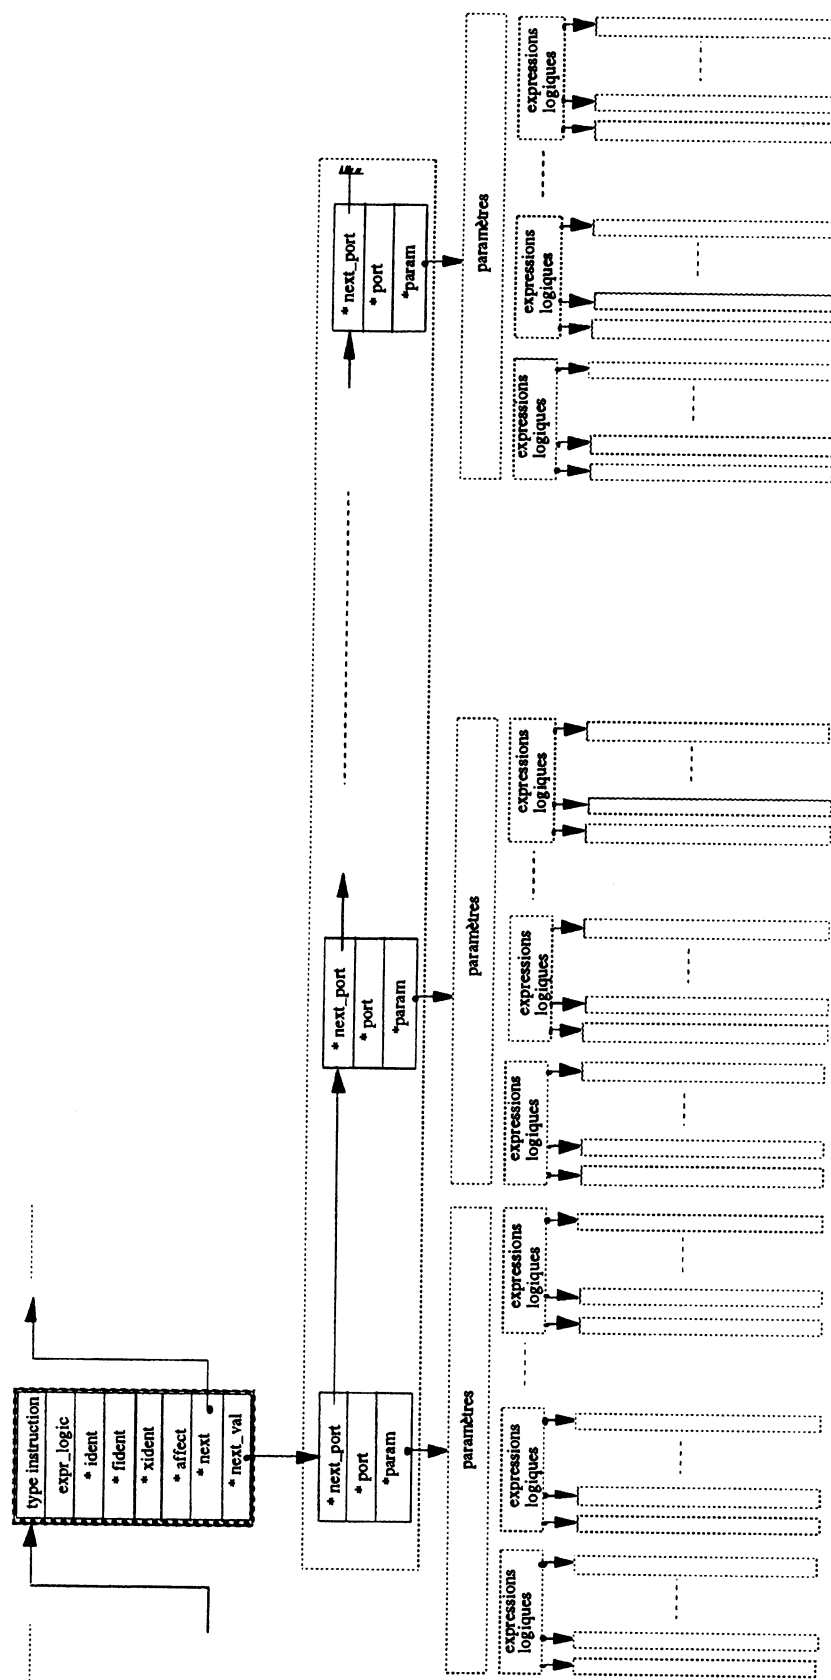 type instruction
expr_logic
* ident
* fident
* xident
* affect
* next
* next_val
* next_port
* port
*param
* next_port
* port
*param
* next_port
* port
*param
paramètres
paramètres
paramètres
expressions
logiques
expressions
logiques
expressions
logiques
expressions
logiques
expressions
logiques
expressions
logiques
expressions
logiques
expressions
logiques
expressions
logiques